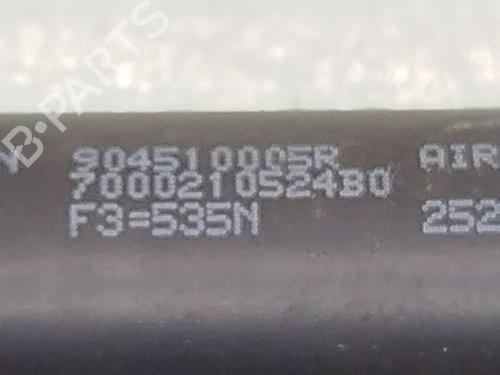 N 904510005R AIR
7000210524B0
F3=535N 252
B-PARTS